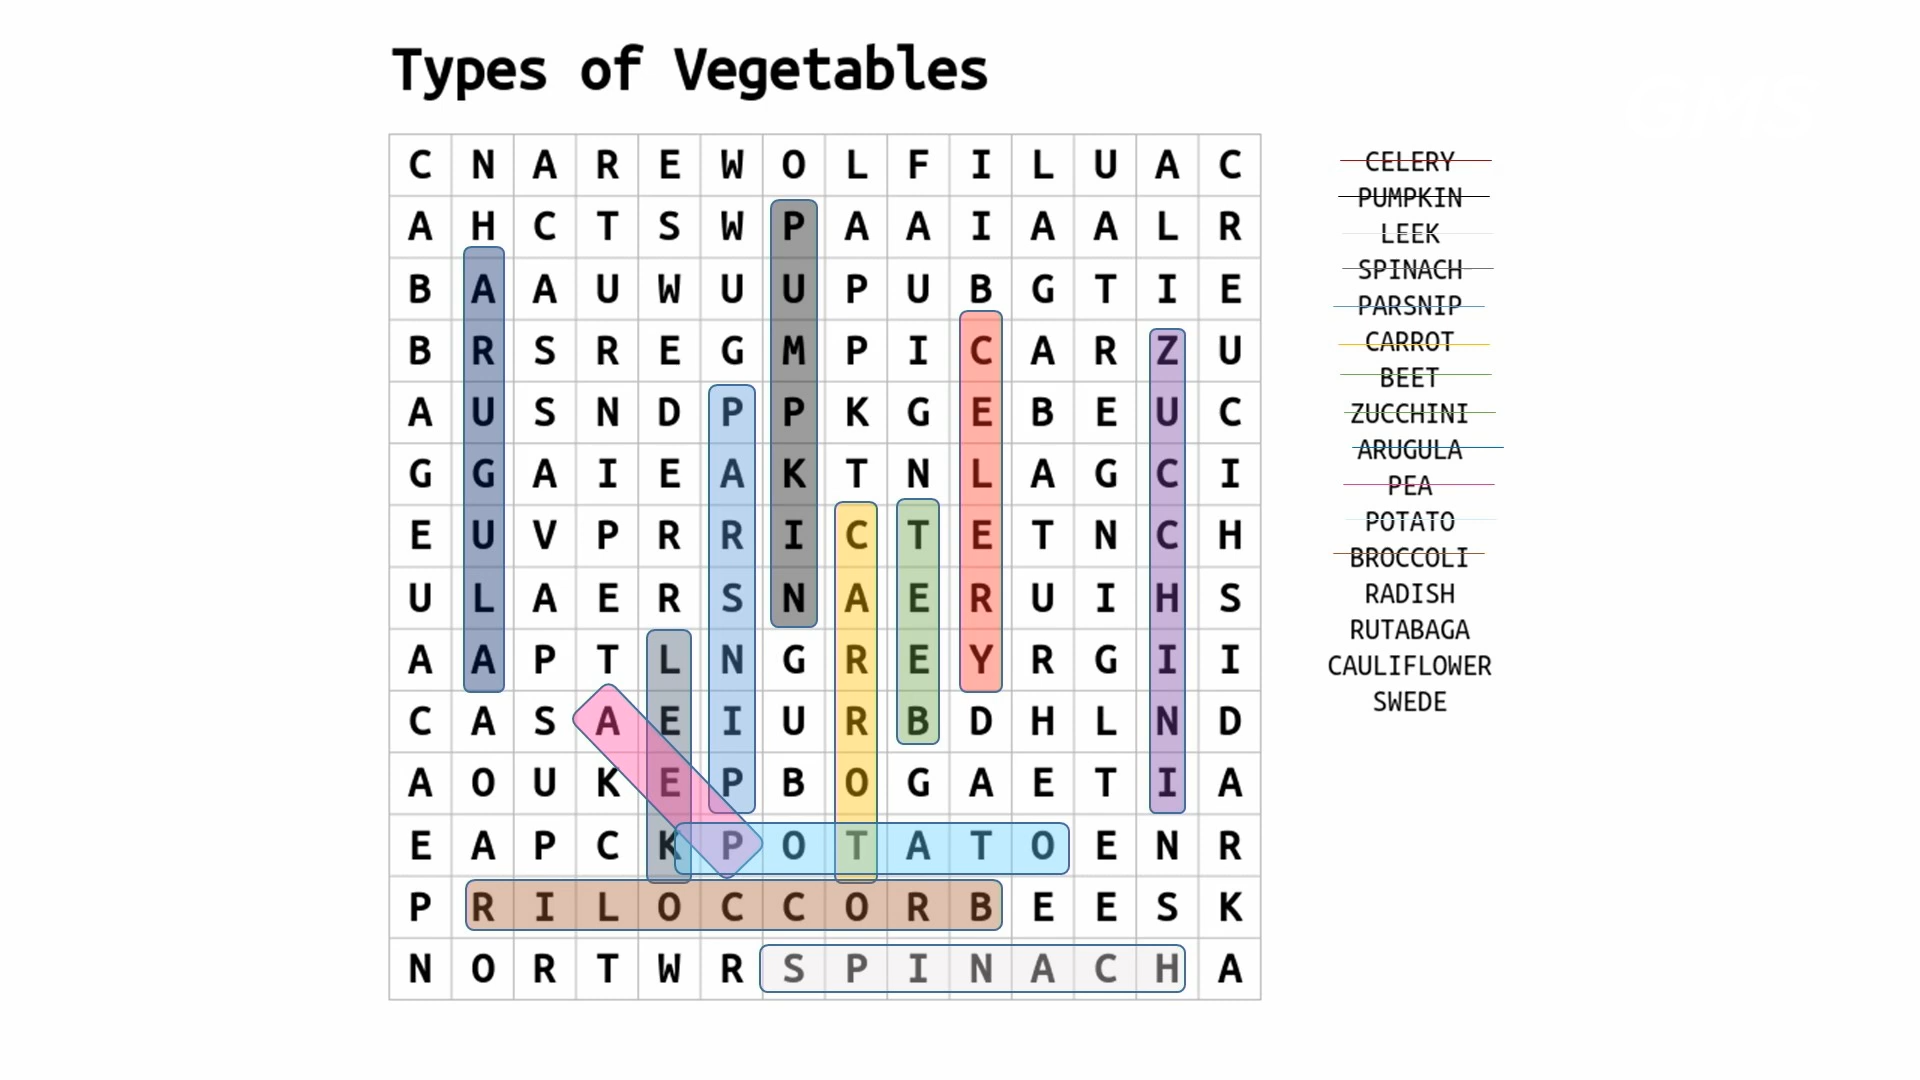 Types of Vegetables
GMS
C N A R E W O L F I L U A C
A H C T S W P A A I A A L R
B A A U W U U P U B G T I E
B R S R E G M P I C A R Z U
A U S N D P P K G E B E U C
G G A I E A K T N L A G C I
E U V P R R I C T E T N C H
U L A E R S N A E R U I H S
A A P T L N G R E Y R G I I
C A S A E I U R B D H L N D
A O U K E P B O G A E T I A
E A P C K P O T A T O E N R
P R I L O C C O R B E E S K
N O R T W R S P I N A C H A
CELERY
PUMPKIN
LEEK
SPINACH
PARSNIP
CARROT
BEET
ZUCCHINI
ARUGULA
PEA
POTATO
BROCCOLI
RADISH
RUTABAGA
CAULIFLOWER
SWEDE